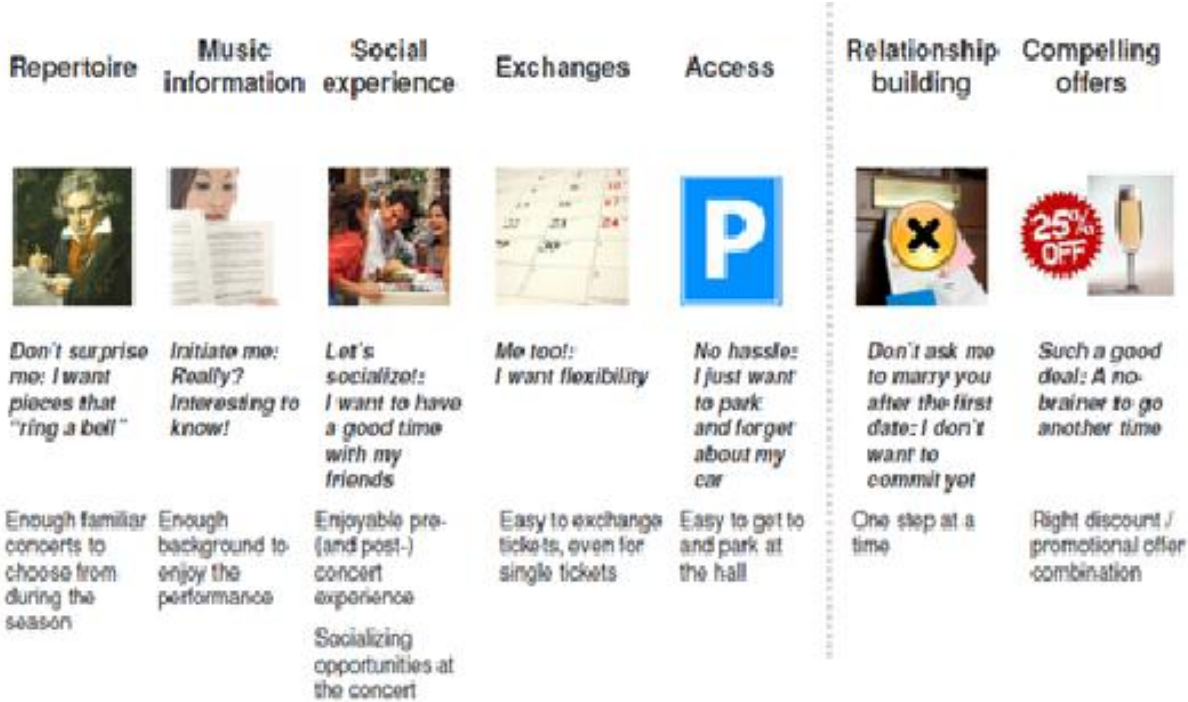 Repertoire
Music
information
Social
experience
Exchanges
Access
Relationship
building
Compelling
offers
P
25%
OFF
Don't surprise
me: I want
pieces that
"ring a bell"
Initiate me:
Really?
Interesting to
know!
Let's
socialize!:
I want to have
a good time
with my
friends
Me too!:
I want flexibility
No hassle:
I just want
to park
and forget
about my
car
Don't ask me
to marry you
after the first
date: I don't
want to
commit yet
Such a good
deal: A no-
brainer to go
another time
Enough familiar
concerts to
choose from
during the
season
Enough
background to
enjoy the
performance
Enjoyable pre-
(and post-)
concert
experience
Socializing
opportunities at
the concert
Easy to exchange
tickets, even for
single tickets
Easy to get to
and park at
the hall
One step at a
time
Right discount /
promotional offer
combination